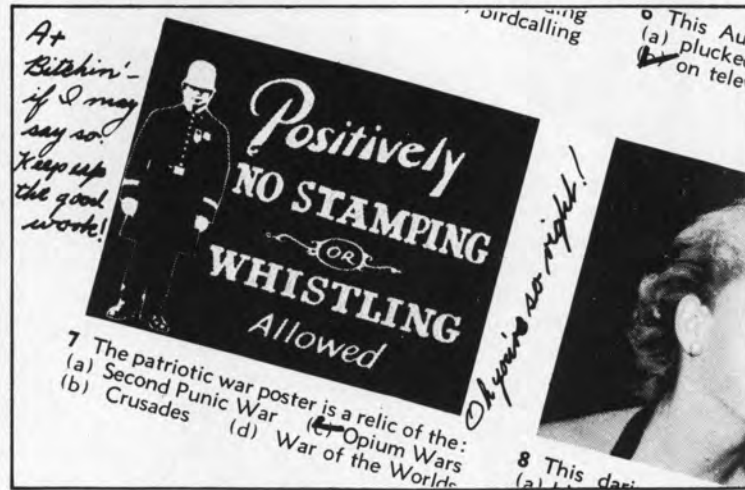 birdcalling
6 This Au
(a) plucked
(b)
on tele
A+
Bitchin'-
if I may
say so.
Keep up
the good
work!
Positively
NO STAMPING
OR
WHISTLING
Allowed
Oh you're so right!
7 The patriotic war poster is a relic of the:
(a) Second Punic War (c) Opium Wars
(b) Crusades (d) War of the Worlds
8 This dari
(a)